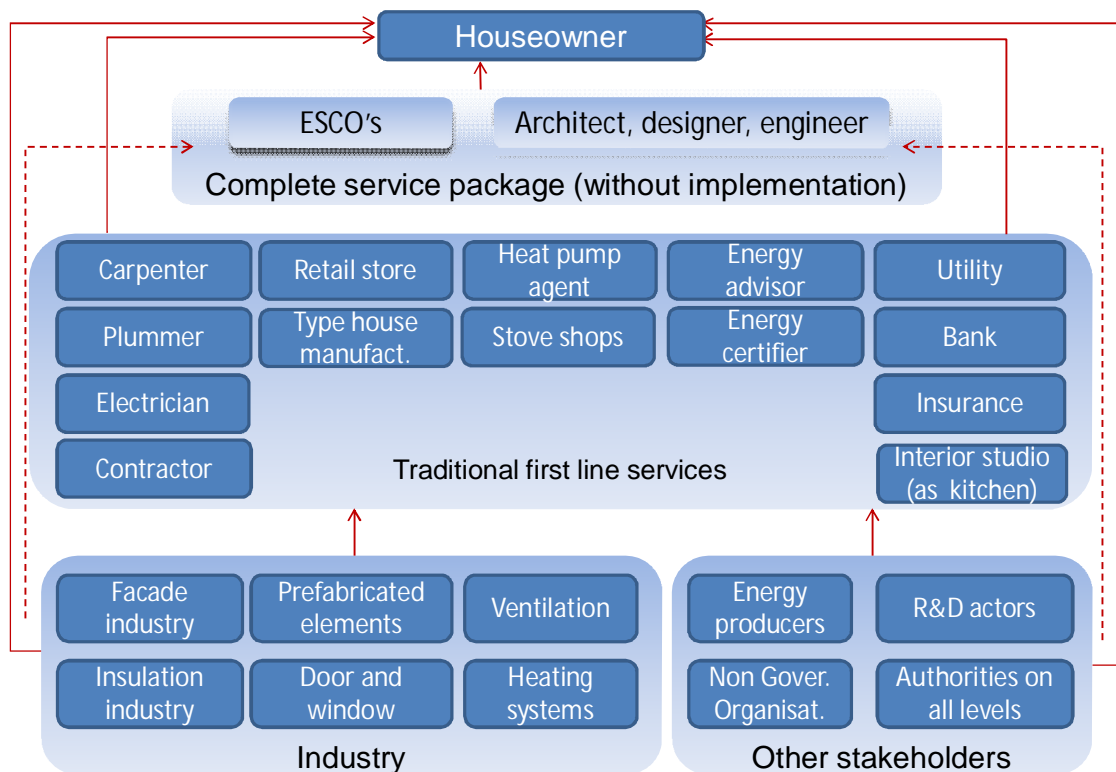 Houseowner
ESCO's
Architect, designer, engineer
Complete service package (without implementation)
Carpenter
Retail store
Heat pump
agent
Energy
advisor
Utility
Plummer
Type house
manufact.
Stove shops
Energy
certifier
Bank
Electrician
Insurance
Contractor
Traditional first line services
Interior studio
(as kitchen)
Facade
industry
Prefabricated
elements
Ventilation
Insulation
industry
Door and
window
Heating
systems
Industry
Energy
producers
R&D actors
Non Gover.
Organisat.
Authorities on
all levels
Other stakeholders